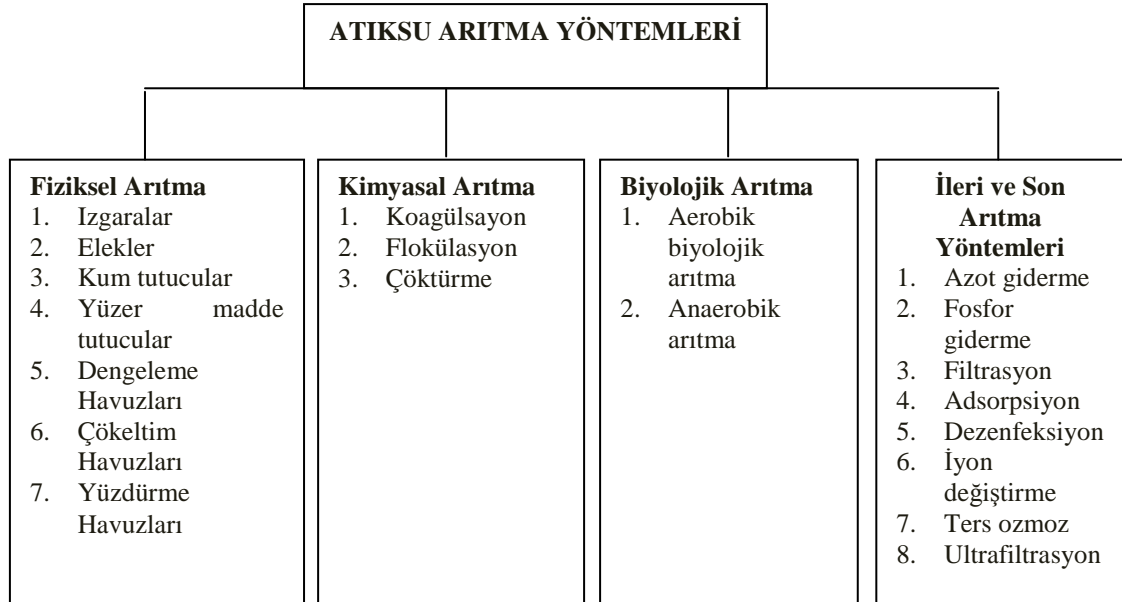 ATIKSU ARITMA YÖNTEMLERİ
Fiziksel Arıtma
1. Izgaralar
2. Elekler
3. Kum tutucular
4. Yüzer madde
tutucular
5. Dengeleme
Havuzları
6. Çökeltim
Havuzları
7. Yüzdürme
Havuzları
Kimyasal Arıtma
1. Koagülsayon
2. Flokülasyon
3. Çöktürme
Biyolojik Arıtma
1. Aerobik
biyolojik
arıtma
2. Anaerobik
arıtma
İleri ve Son
Arıtma
Yöntemleri
1. Azot giderme
2. Fosfor
giderme
3. Filtrasyon
4. Adsorpsiyon
5. Dezenfeksiyon
6. İyon
değiştirme
7. Ters ozmoz
8. Ultrafiltrasyon